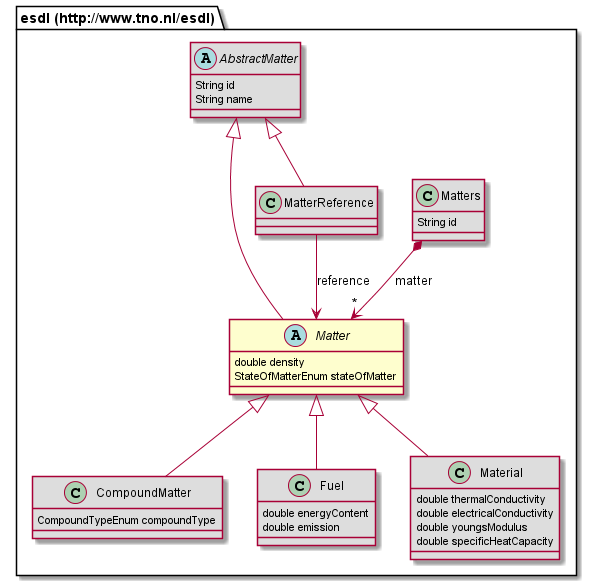 esdl (http://www.tno.nl/esdl)
A AbstractMatter
String id
String name
C MatterReference
C Matters
String id
reference
matter
*
A Matter
double density
StateOfMatterEnum stateOfMatter
C CompoundMatter
CompoundTypeEnum compoundType
C Fuel
double energyContent
double emission
C Material
double thermalConductivity
double electricalConductivity
double youngsModulus
double specificHeatCapacity